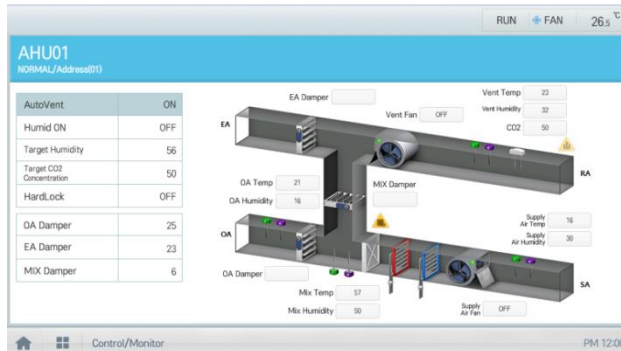 RUN FAN 26.5 °C
AHU01
NORMAL/Address(01)
AutoVent ON
Humid ON OFF
Target Humidity 56
Target CO2
Concentration 50
HardLock OFF
OA Damper 25
EA Damper 23
MIX Damper 6
EA Damper
Vent Fan OFF
Vent Temp 23
Vent Humidity 32
CO2 50
EA
RA
OA Temp 21
OA Humidity 16
MIX Damper
OA
Supply
Air Temp 16
Supply
Air Humidity 30
SA
OA Damper
Mix Temp 57
Mix Humidity 50
Supply
Air Fan OFF
Control/Monitor PM 12:0